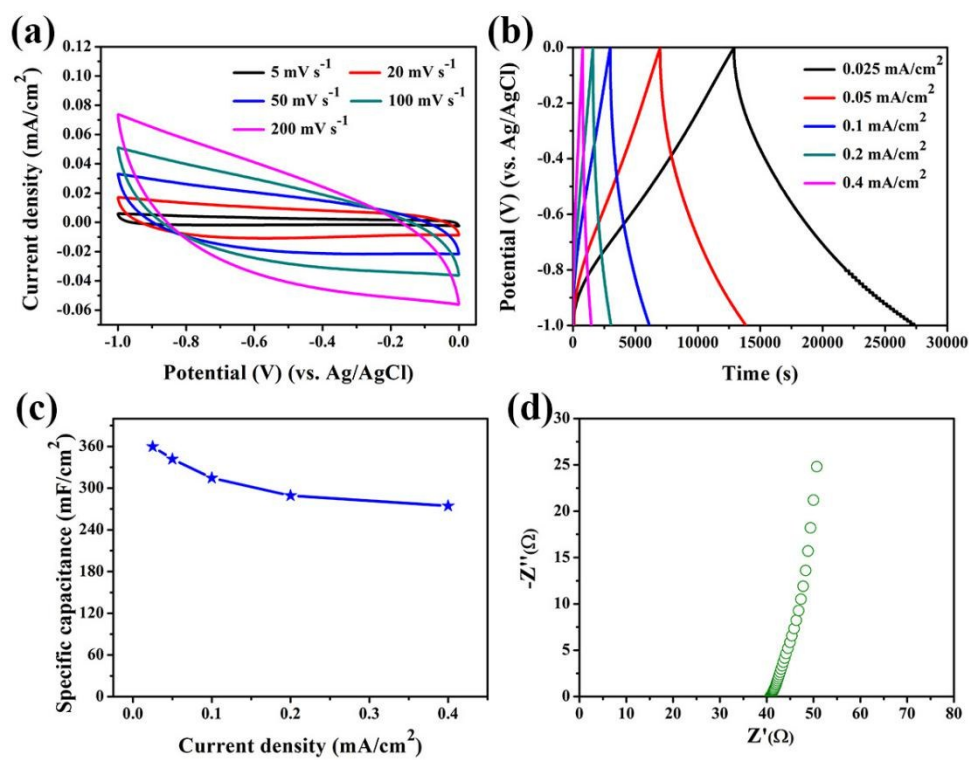 (a)
0.12
0.10
0.08
0.06
0.04
0.02
0.00
-0.02
-0.04
-0.06
Current density (mA/cm²)
5 mV s⁻¹ 20 mV s⁻¹
50 mV s⁻¹ 100 mV s⁻¹
200 mV s⁻¹
-1.0 -0.8 -0.6 -0.4 -0.2 0.0
Potential (V) (vs. Ag/AgCl)
(b)
0.0
-0.2
-0.4
-0.6
-0.8
-1.0
Potential (V) (vs. Ag/AgCl)
0.025 mA/cm²
0.05 mA/cm²
0.1 mA/cm²
0.2 mA/cm²
0.4 mA/cm²
0 5000 10000 15000 20000 25000 30000
Time (s)
(c)
360
300
240
180
120
60
0
Specific capacitance (mF/cm²)
0.0 0.1 0.2 0.3 0.4
Current density (mA/cm²)
(d)
30
25
20
15
10
5
0
-Z''(Ω)
0 10 20 30 40 50 60 70 80
Z'(Ω)